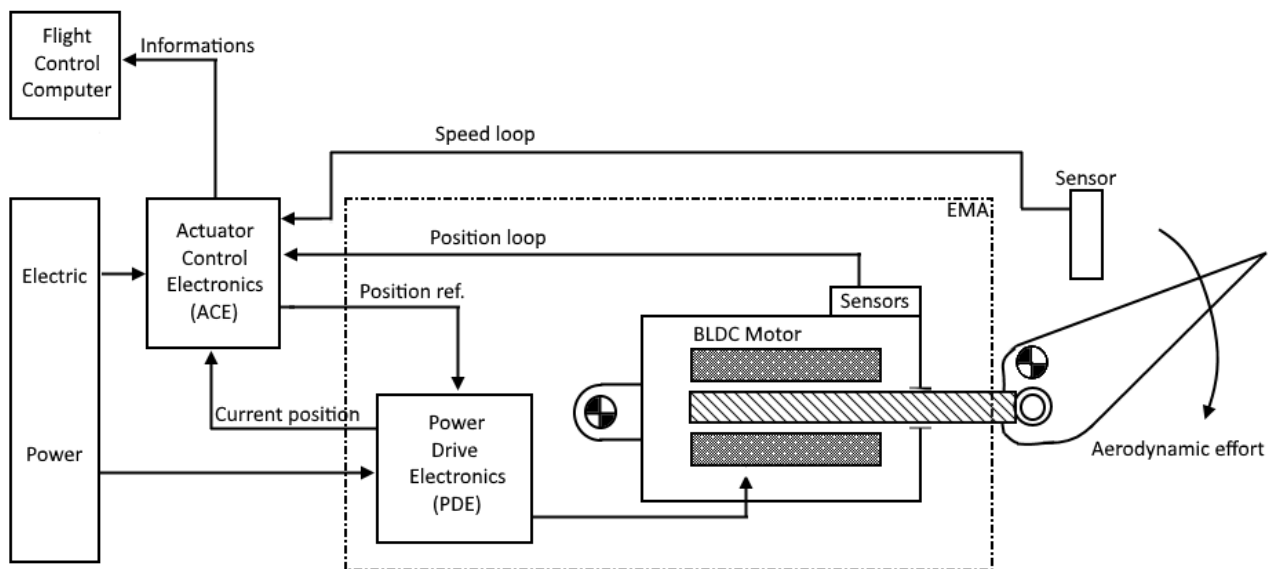 Flight
Control
Computer
Informations
Speed loop
Sensor
EMA
Actuator
Control
Electronics
(ACE)
Position loop
Electric
Position ref.
Sensors
BLDC Motor
Current position
Power
Drive
Electronics
(PDE)
Power
Aerodynamic effort